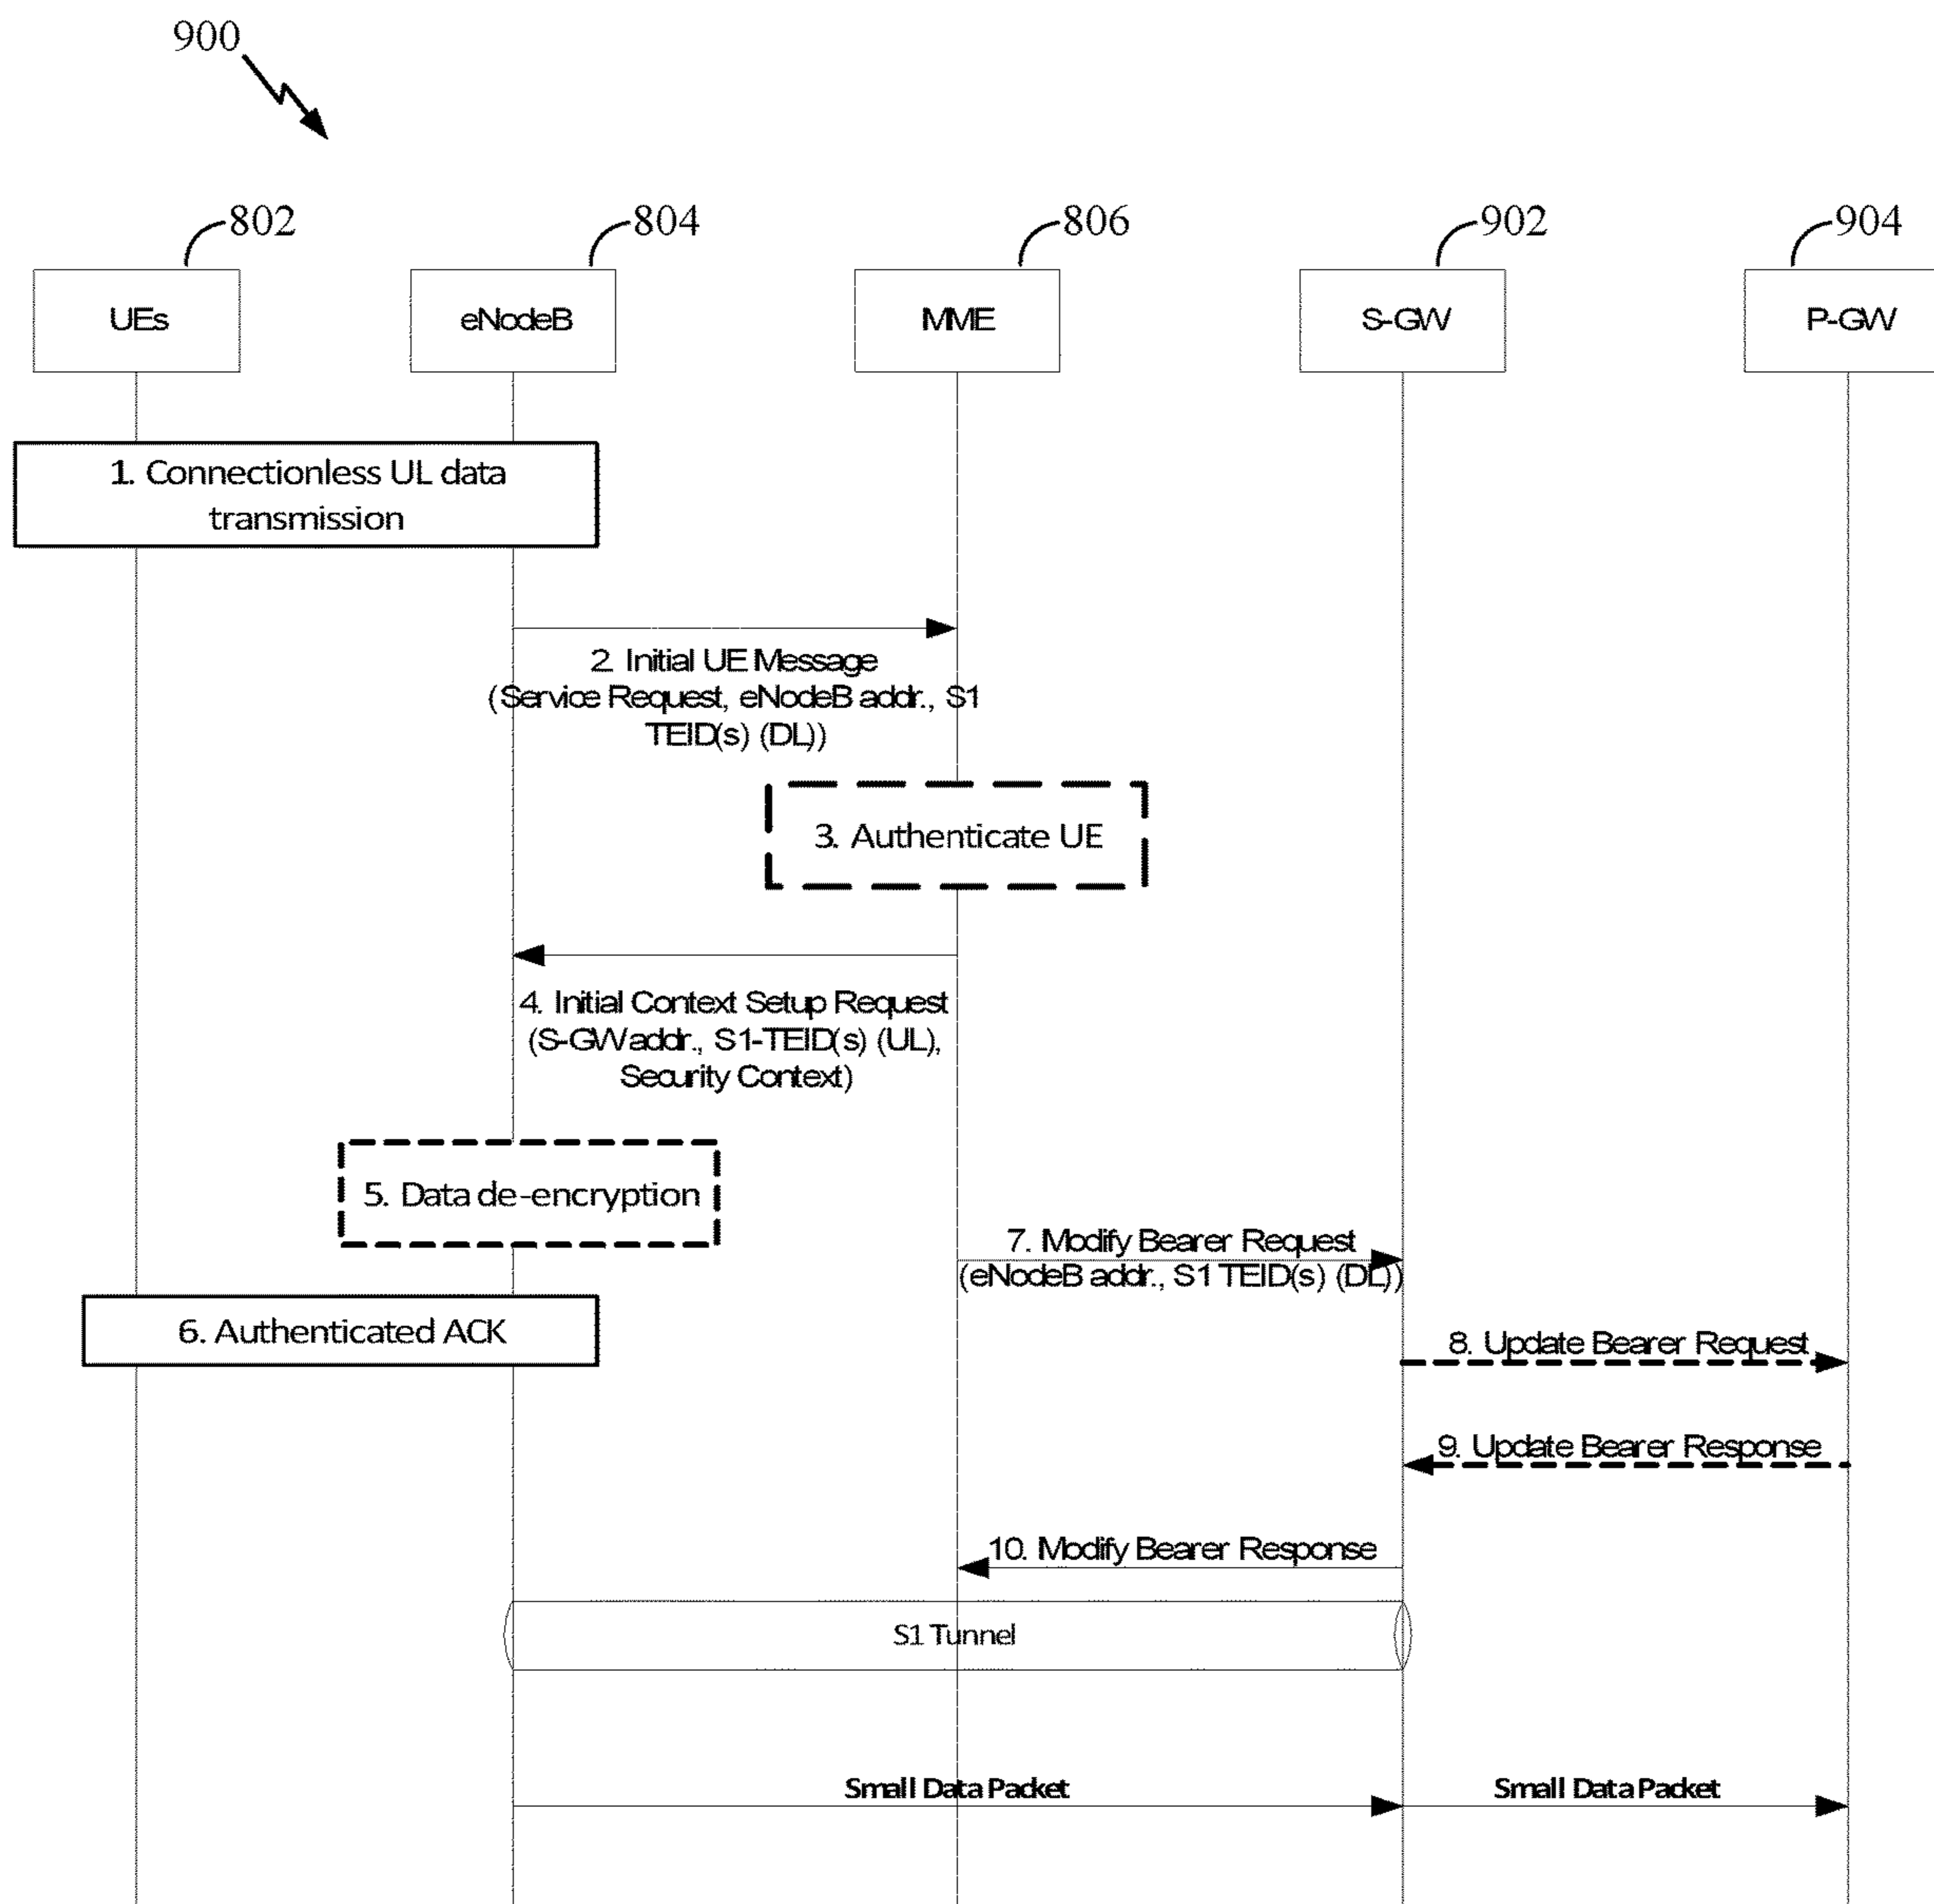 900
802
804
806
902
904
UEs
eNodeB
MME
S-GW
P-GW
1. Connectionless UL data
transmission
2. Initial UE Message
(Service Request, eNodeB addr., S1
TEID(s) (DL))
3. Authenticate UE
4. Initial Context Setup Request
(S-GW addr., S1-TEID(s) (UL),
Security Context)
5. Data de-encryption
7. Modify Bearer Request
(eNodeB addr., S1 TEID(s) (DL))
6. Authenticated ACK
8. Update Bearer Request
9. Update Bearer Response
10. Modify Bearer Response
S1 Tunnel
Small Data Packet
Small Data Packet